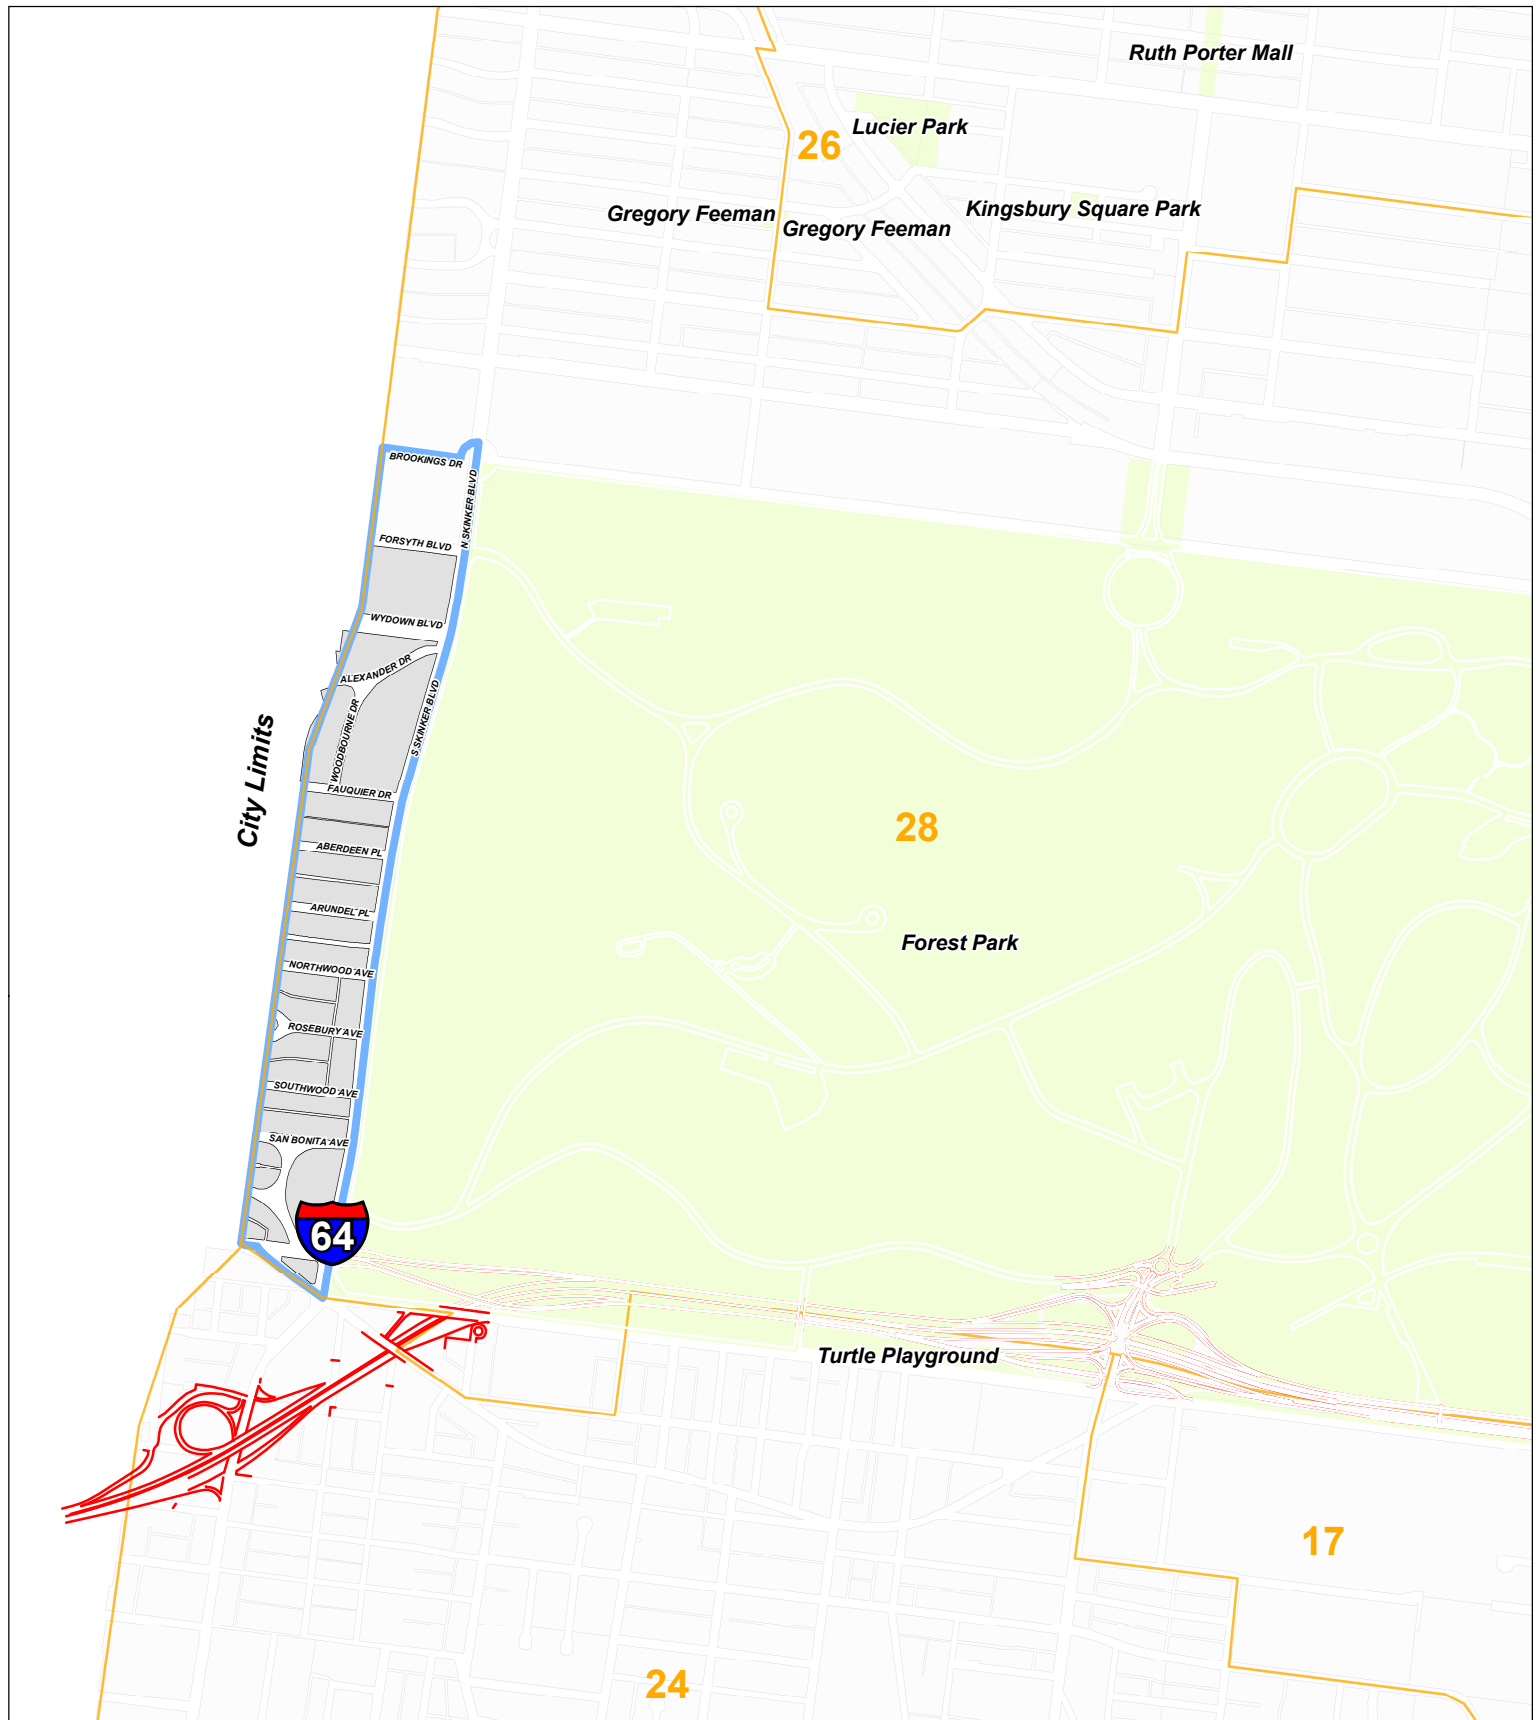 Ruth Porter Mall
Lucier Park
26
Gregory Feeman
Kingsbury Square Park
Gregory Feeman
BROOKINGS DR
N SKINKER BLVD
FORSYTH BLVD
WYDOWN BLVD
ALEXANDER DR
S SKINKER BLVD
WOODBOURNE DR
City Limits
FAUQUIER DR
28
ABERDEEN PL
ARUNDEL PL
Forest Park
NORTHWOOD AVE
ROSEBURY AVE
SOUTHWOOD AVE
SAN BONITA AVE
64
Turtle Playground
17
24